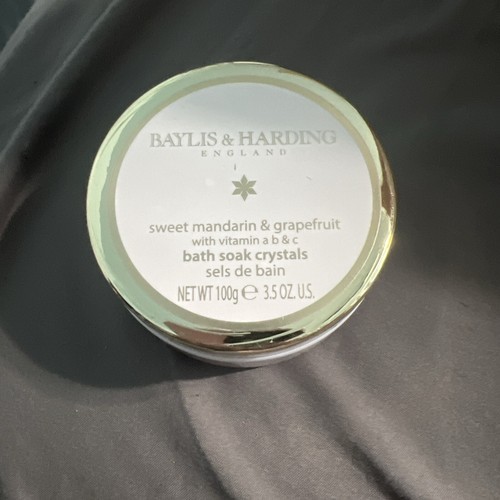 BAYLIS & HARDING
ENGLAND
sweet mandarin & grapefruit
with vitamin a b & c
bath soak crystals
sels de bain
NET WT 100g ℮ 3.5 OZ. U.S.